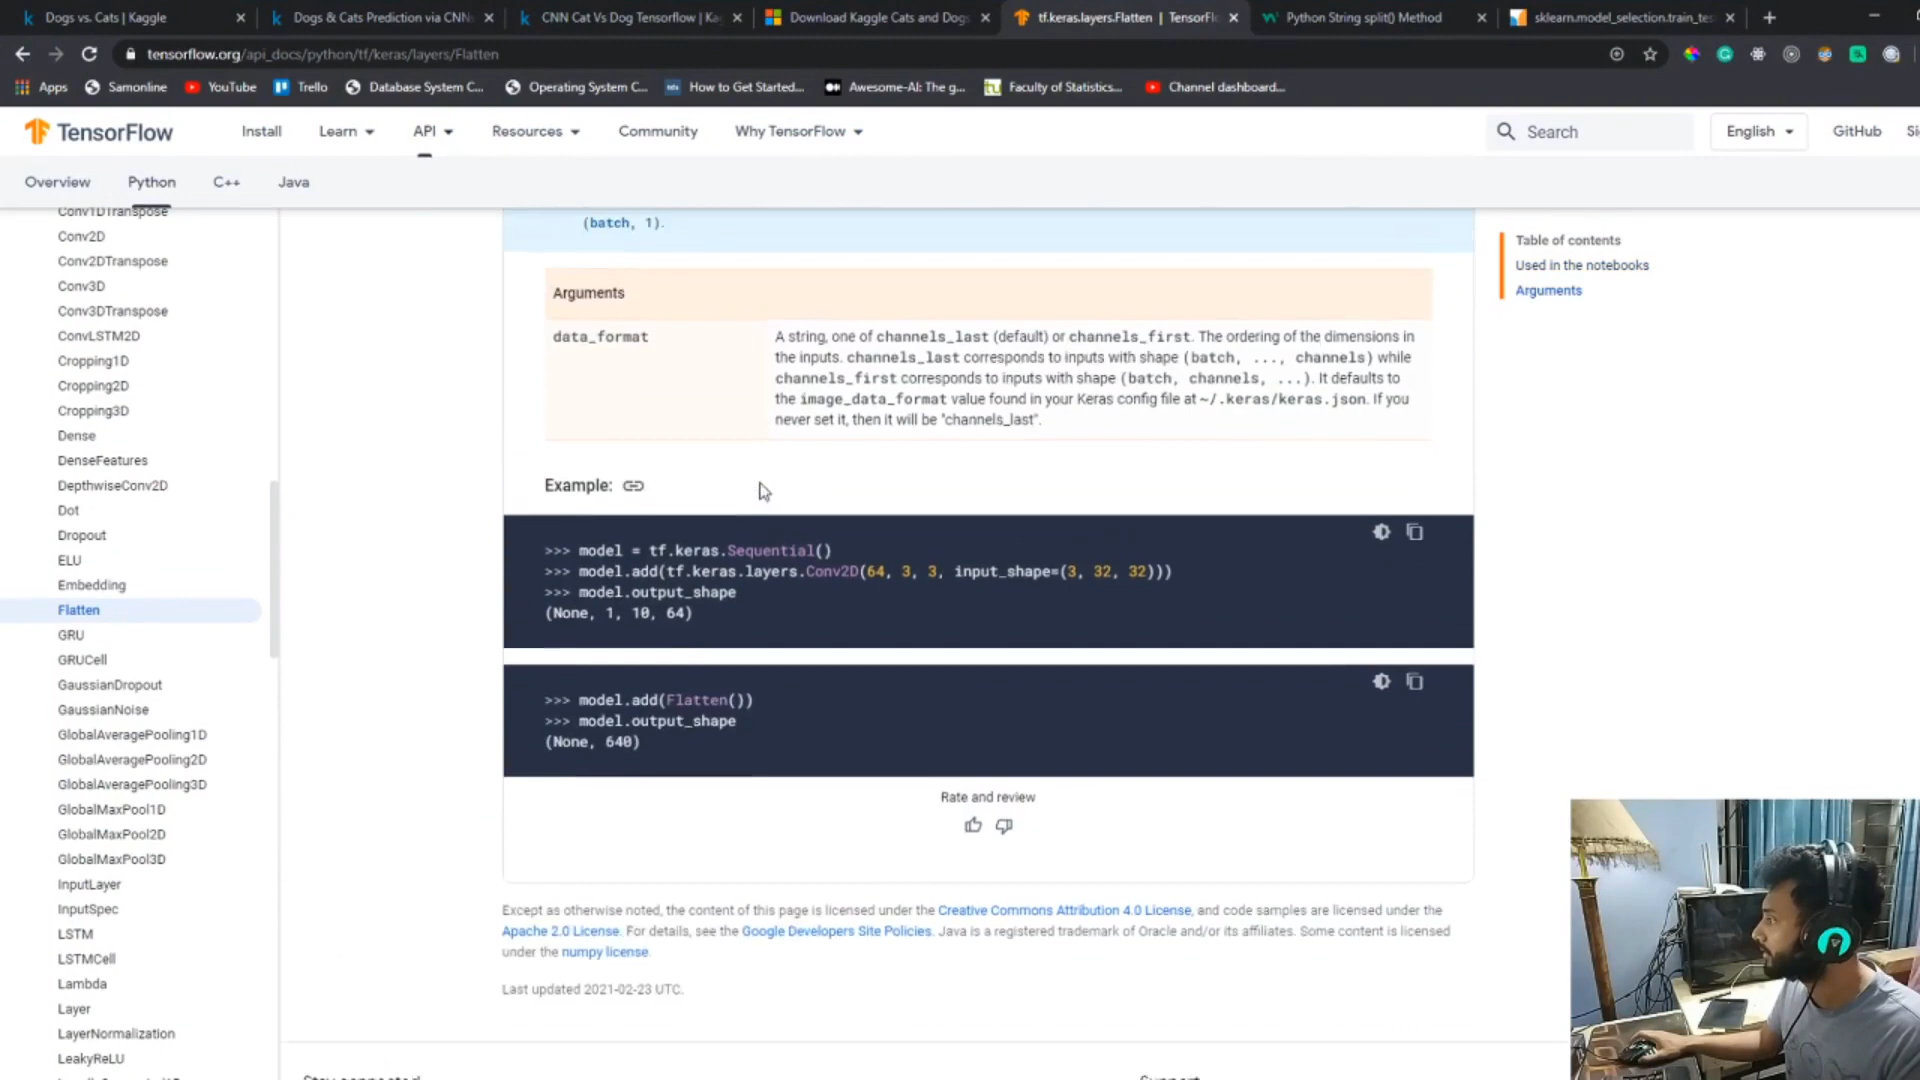 Dogs vs. Cats | Kaggle
Dogs & Cats Prediction via CNN
CNN Cat Vs Dog Tensorflow | Ka
Download Kaggle Cats and Dogs
tf.keras.layers.Flatten | TensorFl
Python String split() Method
sklearn.model_selection.train_tes
tensorflow.org/api_docs/python/tf/keras/layers/Flatten
Apps
Samonline
YouTube
Trello
Database System C...
Operating System C...
How to Get Started...
Awesome-AI: The g...
Faculty of Statistics...
Channel dashboard...
TensorFlow
Install
Learn
API
Resources
Community
Why TensorFlow
Search
English
GitHub
Si
Overview
Python
C++
Java
Conv1DTranspose
Conv2D
Conv2DTranspose
Conv3D
Conv3DTranspose
ConvLSTM2D
Cropping1D
Cropping2D
Cropping3D
Dense
DenseFeatures
DepthwiseConv2D
Dot
Dropout
ELU
Embedding
Flatten
GRU
GRUCell
GaussianDropout
GaussianNoise
GlobalAveragePooling1D
GlobalAveragePooling2D
GlobalAveragePooling3D
GlobalMaxPool1D
GlobalMaxPool2D
GlobalMaxPool3D
InputLayer
InputSpec
LSTM
LSTMCell
Lambda
Layer
LayerNormalization
LeakyReLU
(batch, 1).
Arguments
data_format
A string, one of channels_last (default) or channels_first. The ordering of the dimensions in
the inputs. channels_last corresponds to inputs with shape (batch, ..., channels) while
channels_first corresponds to inputs with shape (batch, channels, ...). It defaults to
the image_data_format value found in your Keras config file at ~/.keras/keras.json. If you
never set it, then it will be "channels_last".
Example:
>>> model = tf.keras.Sequential()
>>> model.add(tf.keras.layers.Conv2D(64, 3, 3, input_shape=(3, 32, 32)))
>>> model.output_shape
(None, 1, 10, 64)
>>> model.add(Flatten())
>>> model.output_shape
(None, 640)
Rate and review
Except as otherwise noted, the content of this page is licensed under the Creative Commons Attribution 4.0 License, and code samples are licensed under the
Apache 2.0 License. For details, see the Google Developers Site Policies. Java is a registered trademark of Oracle and/or its affiliates. Some content is licensed
under the numpy license.
Last updated 2021-02-23 UTC.
Stay connected
Support
Table of contents
Used in the notebooks
Arguments